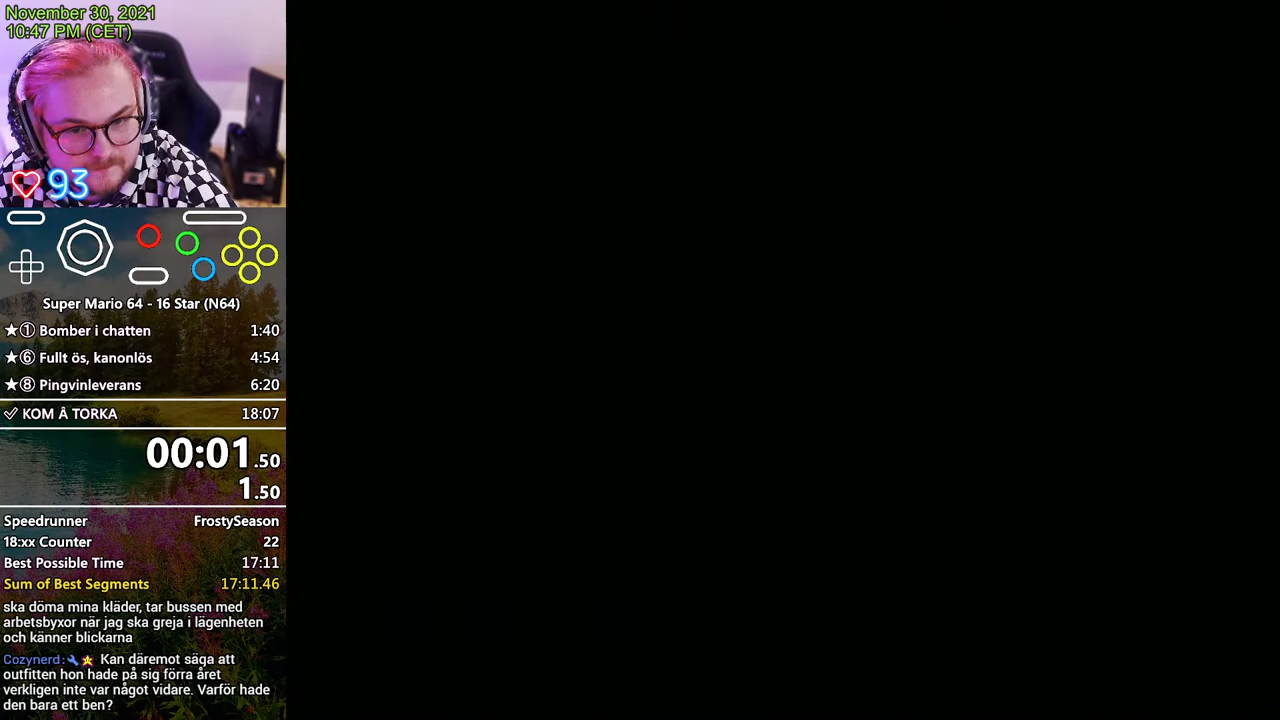 November 30, 2021
10:47 PM (CET)
93
Super Mario 64 - 16 Star (N64)
★① Bomber i chatten 1:40
★⑥ Fullt ös, kanonlös 4:54
★⑧ Pingvinleverans 6:20
✓ KOM Å TORKA 18:07
00:01.50
1.50
Speedrunner FrostySeason
18:xx Counter 22
Best Possible Time 17:11
Sum of Best Segments 17:11.46
ska döma mina kläder, tar bussen med
arbetsbyxor när jag ska greja i lägenheten
och känner blickarna
Cozynerd: Kan däremot säga att
outfitten hon hade på sig förra året
verkligen inte var något vidare. Varför hade
den bara ett ben?